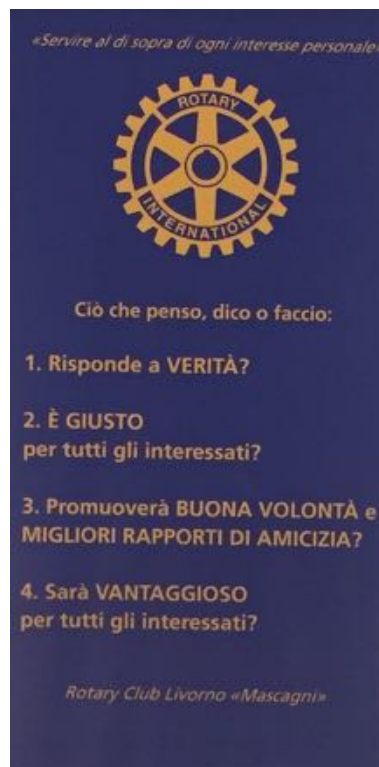 «Servire al di sopra di ogni interesse personale»
ROTARY
INTERNATIONAL
Ciò che penso, dico o faccio:
1. Risponde a VERITÀ?
2. È GIUSTO
per tutti gli interessati?
3. Promuoverà BUONA VOLONTÀ e
MIGLIORI RAPPORTI DI AMICIZIA?
4. Sarà VANTAGGIOSO
per tutti gli interessati?
Rotary Club Livorno «Mascagni»